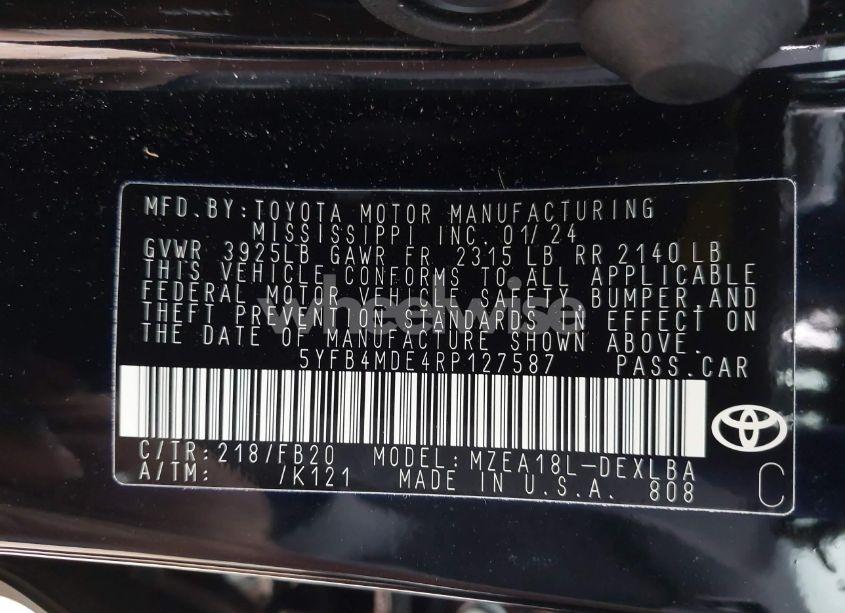 MFD.BY:TOYOTA MOTOR MANUFACTURING
MISSISSIPPI INC. 01/24
GVWR 3925LB GAWR FR 2315 LB RR 2140 LB
THIS VEHICLE CONFORMS TO ALL APPLICABLE
FEDERAL MOTOR VEHICLE SAFETY, BUMPER, AND
THEFT PREVENTION STANDARDS IN EFFECT ON
THE DATE OF MANUFACTURE SHOWN ABOVE.
5YFB4MDE4RP127587 PASS.CAR
C/TR:218/FB20 MODEL:MZEA18L-DEXLBA
A/TM: /K121 MADE IN U.S.A. 808
C
wheelwise